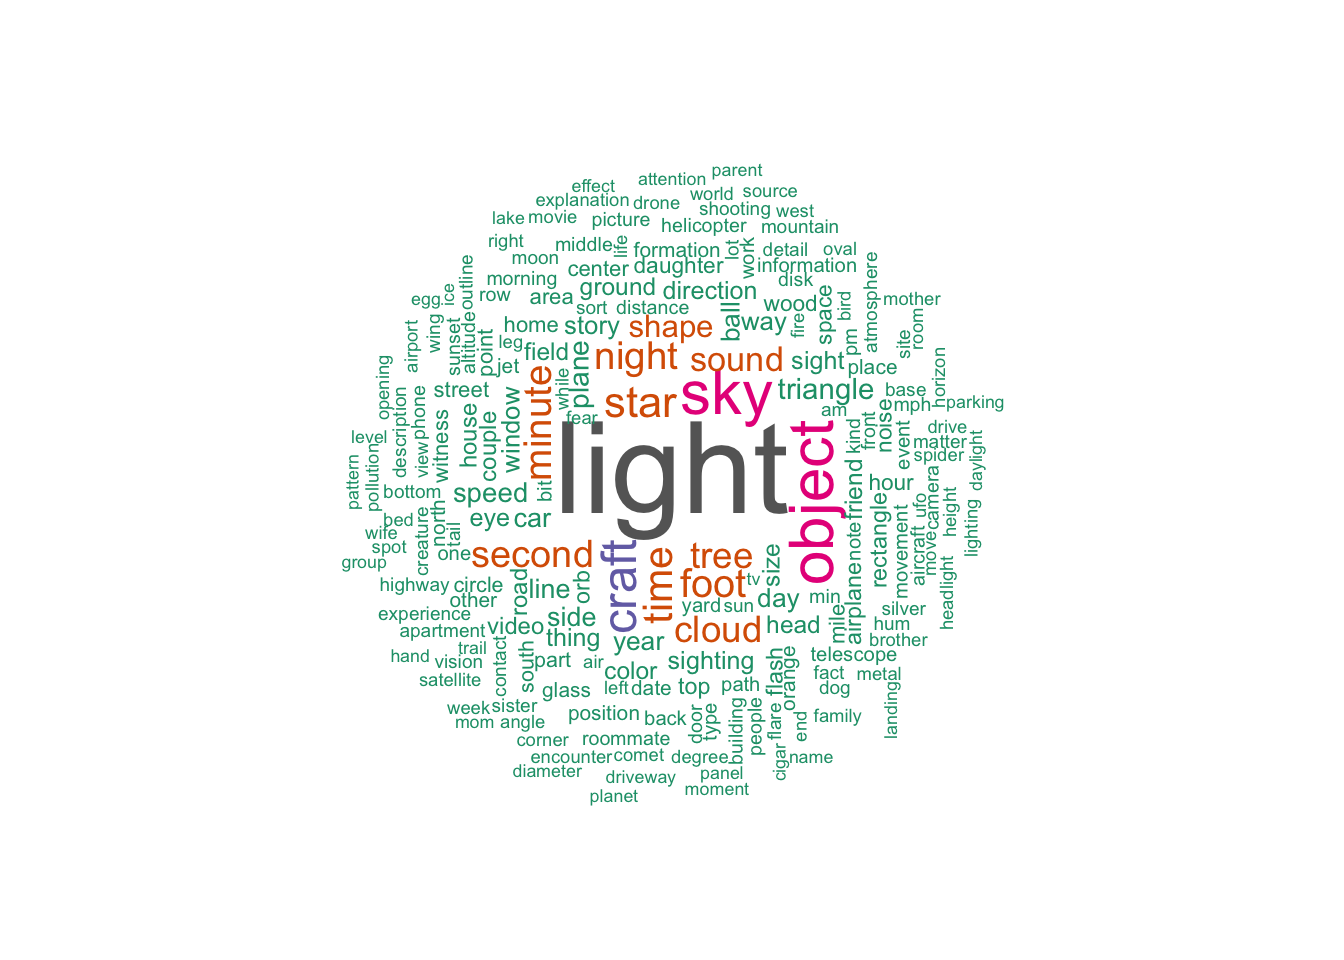 parent
effect
attention
world
source
explanation
drone
shooting
west
lake
movie
picture
helicopter
mountain
right
middle
life
formation
lot
work
detail
oval
moon
center
daughter
information
atmosphere
morning
ground
direction
disk
egg
ice
outline
row
area
sort
distance
wood
space
bird
mother
airport
wing
sunset
altitude
point
home
story
shape
ball
way
fire
pm
site
room
leg
field
plane
night
sound
sight
place
horizon
jet
while
opening
street
minute
star
sky
triangle
base
mph
parking
fear
am
level
description
view
phone
witness
house
couple
window
light
object
kind
front
noise
event
drive
matter
spider
daylight
pattern
pollution
bottom
speed
bit
friend
hour
camera
ufo
height
bed
wife
spot
group
creature
north
tail
eye
car
one
second
craft
time
tree
foot
tv
size
note
airplane
rectangle
movement
aircraft
move
lighting
headlight
highway
circle
other
road
line
orb
yard
sun
day
min
mile
silver
hum
brother
experience
apartment
video
side
thing
year
cloud
head
trail
hand
vision
contact
south
part
air
color
sighting
flash
orange
telescope
fact
metal
dog
satellite
glass
left
date
top
path
landing
week
sister
mom
angle
position
back
door
type
building
people
flare
end
family
corner
roommate
encounter
comet
degree
cigar
name
diameter
driveway
panel
moment
planet